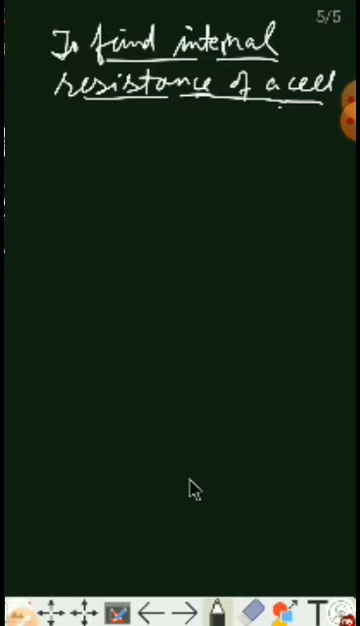 5/5
To find internal
resistance of a cell
T